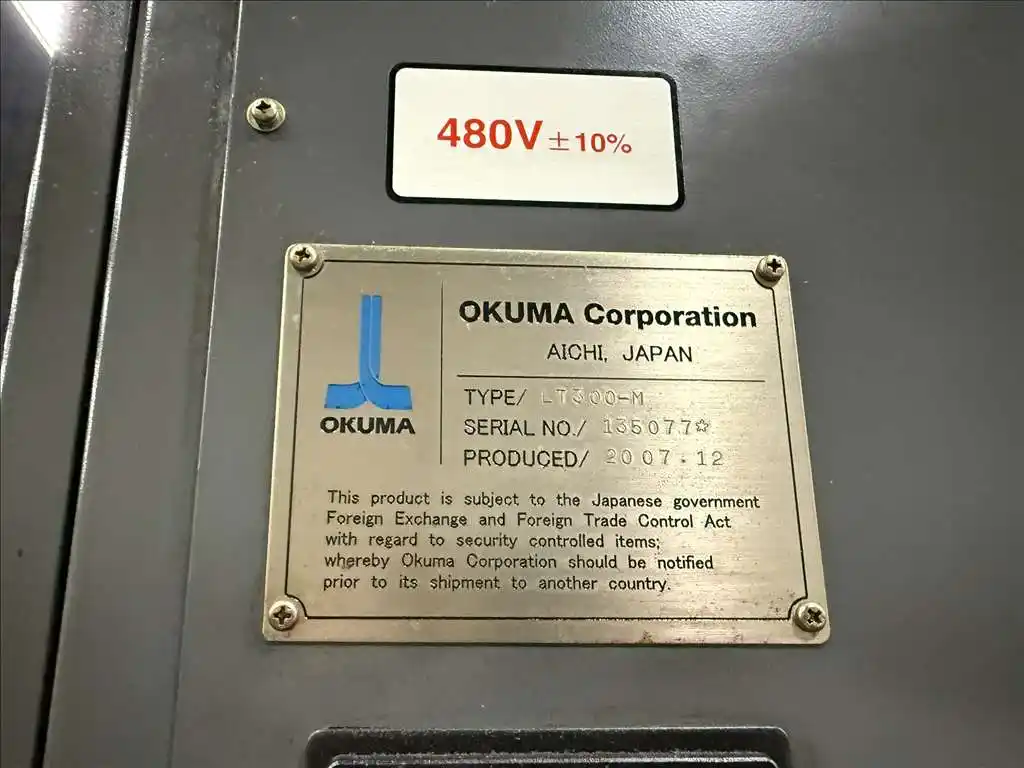 480V ±10%
OKUMA Corporation
AICHI, JAPAN
TYPE/ LT300-M
SERIAL NO./ 135077☆
PRODUCED/ 2007.12
OKUMA
This product is subject to the Japanese government
Foreign Exchange and Foreign Trade Control Act
with regard to security controlled items;
whereby Okuma Corporation should be notified
prior to its shipment to another country.